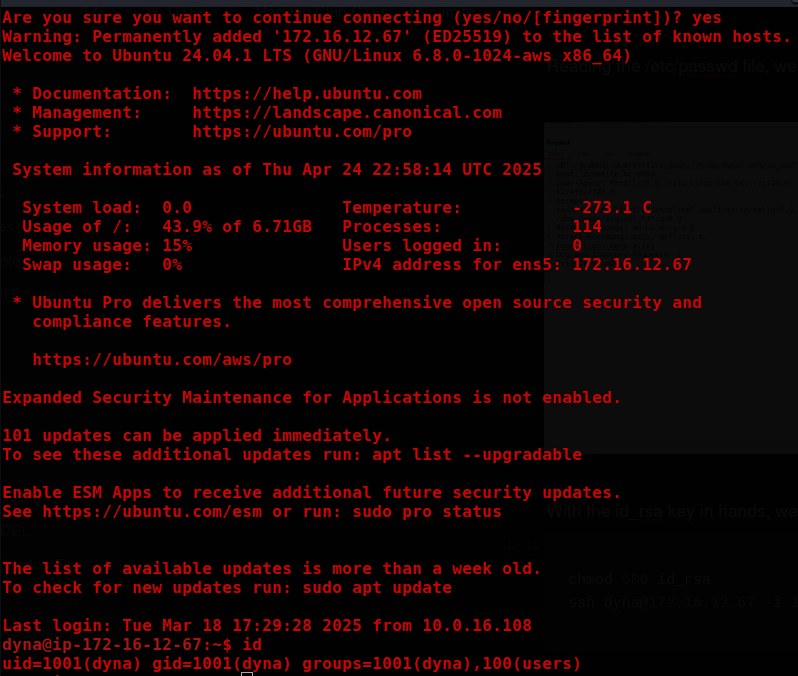 Are you sure you want to continue connecting (yes/no/[fingerprint])? yes
Warning: Permanently added '172.16.12.67' (ED25519) to the list of known hosts.
Welcome to Ubuntu 24.04.1 LTS (GNU/Linux 6.8.0-1024-aws x86_64)
Reading the /etc/passwd file, we
* Documentation:  https://help.ubuntu.com
* Management:     https://landscape.canonical.com
* Support:        https://ubuntu.com/pro
System information as of Thu Apr 24 22:58:14 UTC 2025
System load:  0.0                Temperature:           -273.1 C
Usage of /:   43.9% of 6.71GB   Processes:             114
Memory usage: 15%                Users logged in:       0
Swap usage:   0%                 IPv4 address for ens5: 172.16.12.67
* Ubuntu Pro delivers the most comprehensive open source security and
compliance features.
https://ubuntu.com/aws/pro
Expanded Security Maintenance for Applications is not enabled.
101 updates can be applied immediately.
To see these additional updates run: apt list --upgradable
Enable ESM Apps to receive additional future security updates.
See https://ubuntu.com/esm or run: sudo pro status
With the id_rsa key in hands, we
The list of available updates is more than a week old.
chmod 600 id_rsa
To check for new updates run: sudo apt update
ssh dyna@172.16.12.67 -i
Last login: Tue Mar 18 17:29:28 2025 from 10.0.16.108
dyna@ip-172-16-12-67:~$ id
uid=1001(dyna) gid=1001(dyna) groups=1001(dyna),100(users)